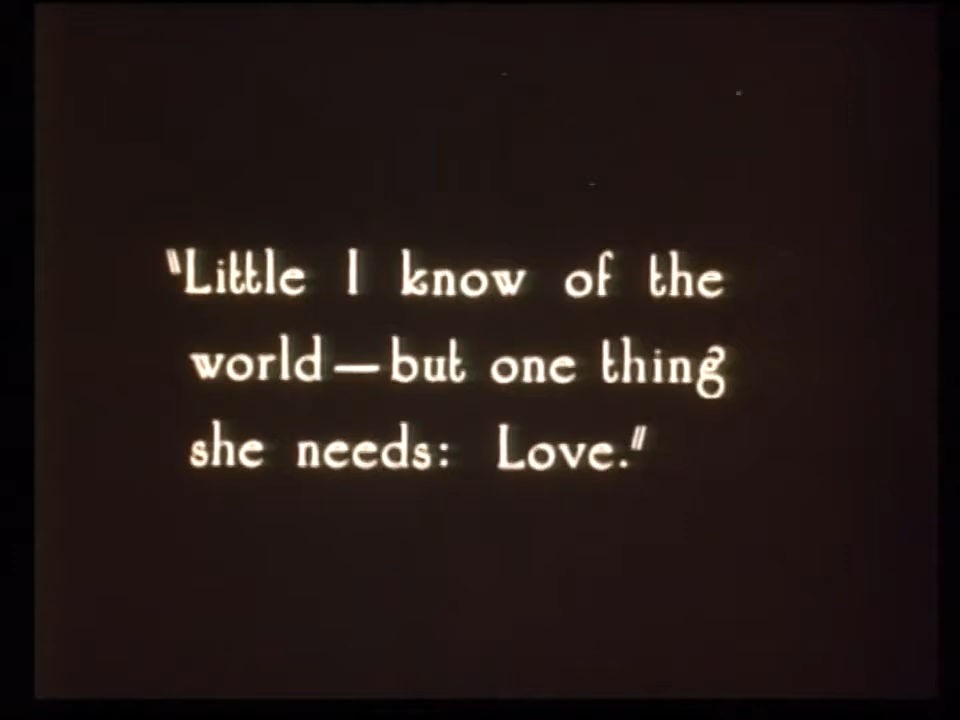 "Little I know of the
world—but one thing
she needs: Love."